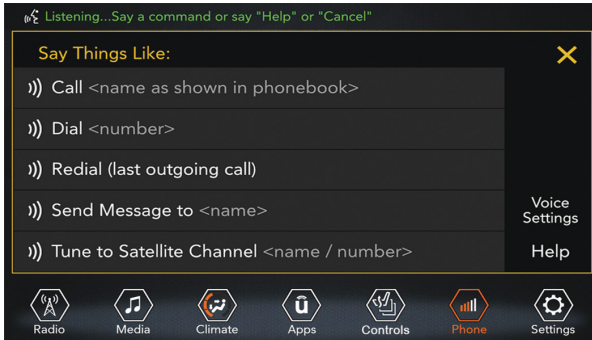 Listening...Say a command or say "Help" or "Cancel"
Say Things Like:
Call <name as shown in phonebook>
Dial <number>
Redial (last outgoing call)
Send Message to <name>
Tune to Satellite Channel <name / number>
Voice
Settings
Help
Radio
Media
Climate
Apps
Controls
Phone
Settings